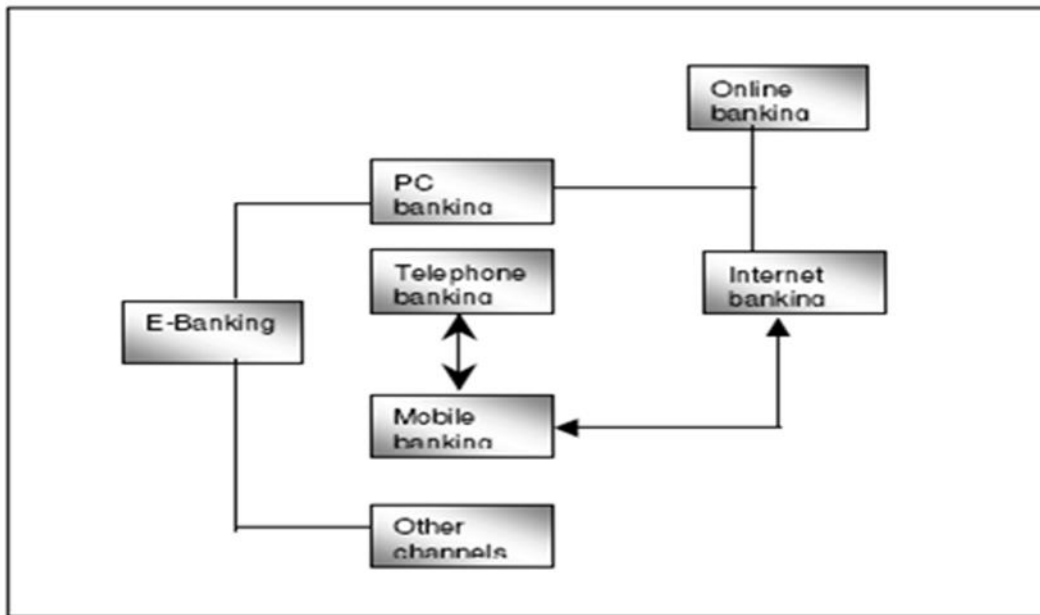 Online
banking
PC
banking
Telephone
banking
Internet
banking
E-Banking
Mobile
banking
Other
channels